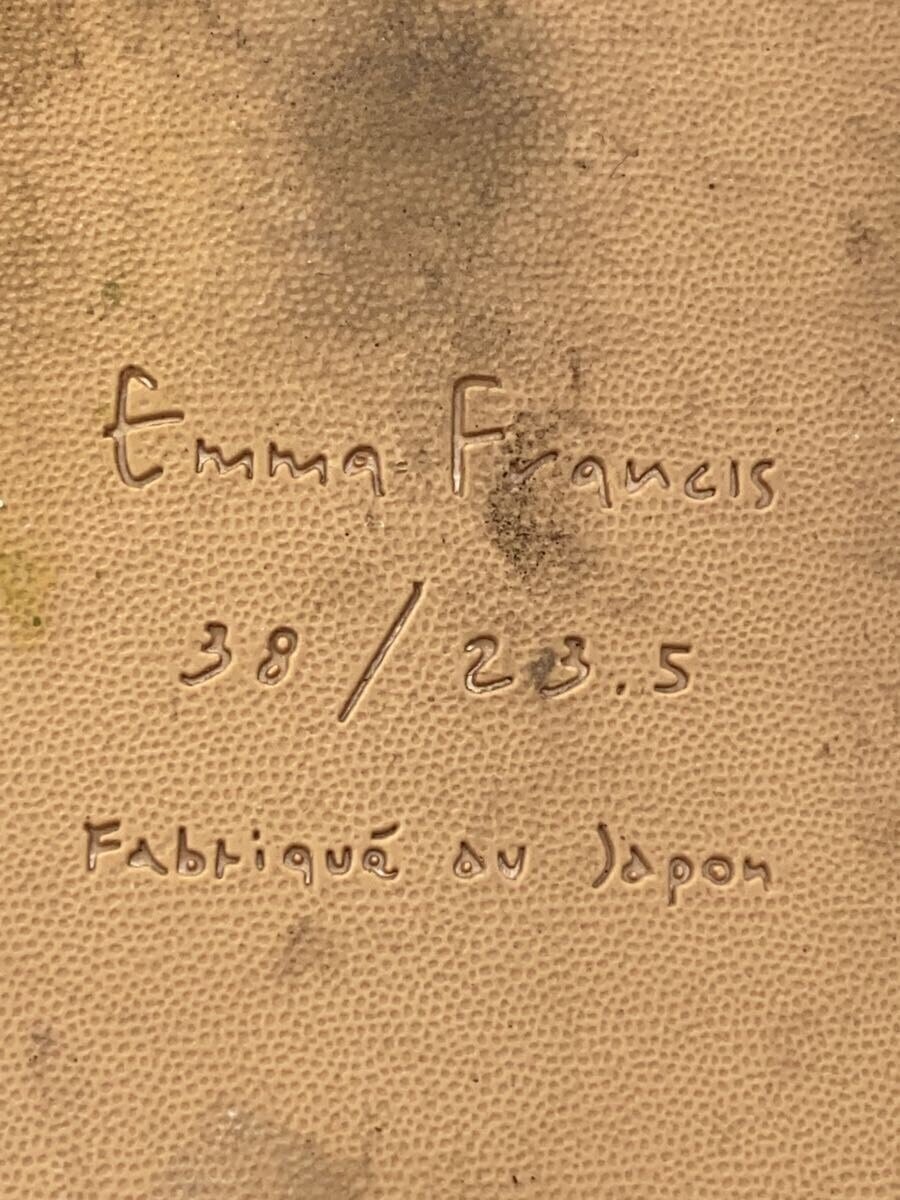 Emma Francis
38 / 23.5
Fabriqué au Japon